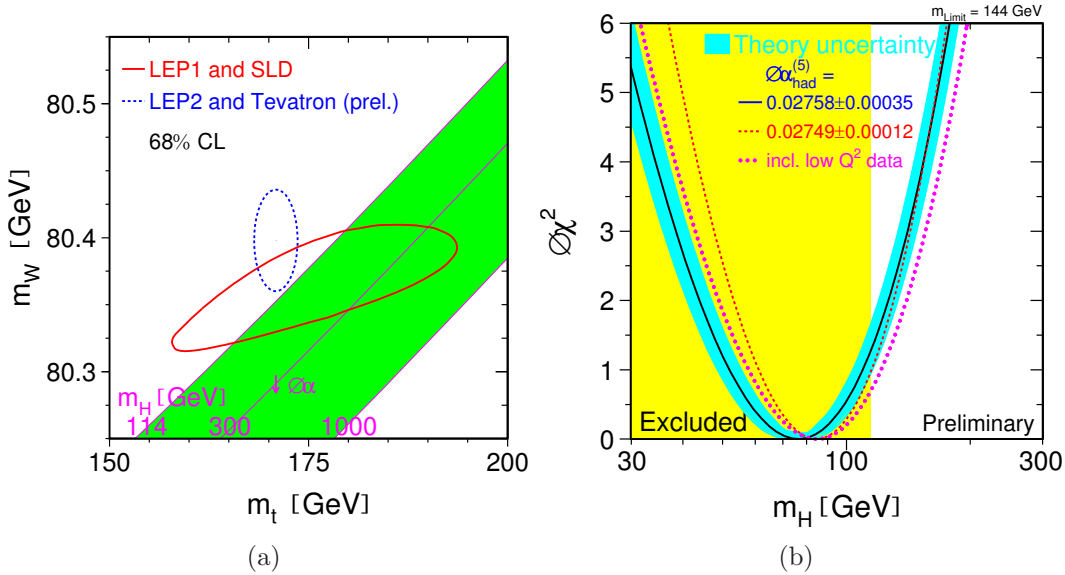 m_W [GeV]
80.5
80.4
80.3
LEP1 and SLD
LEP2 and Tevatron (prel.)
68% CL
m_H [GeV]
114 300 1000
∅α
150 175 200
m_t [GeV]
(a)
m_Limit = 144 GeV
∅χ²
6
5
4
3
2
1
0
Theory uncertainty
∅α_had^(5) =
0.02758±0.00035
0.02749±0.00012
incl. low Q² data
Excluded
Preliminary
30 100 300
m_H [GeV]
(b)